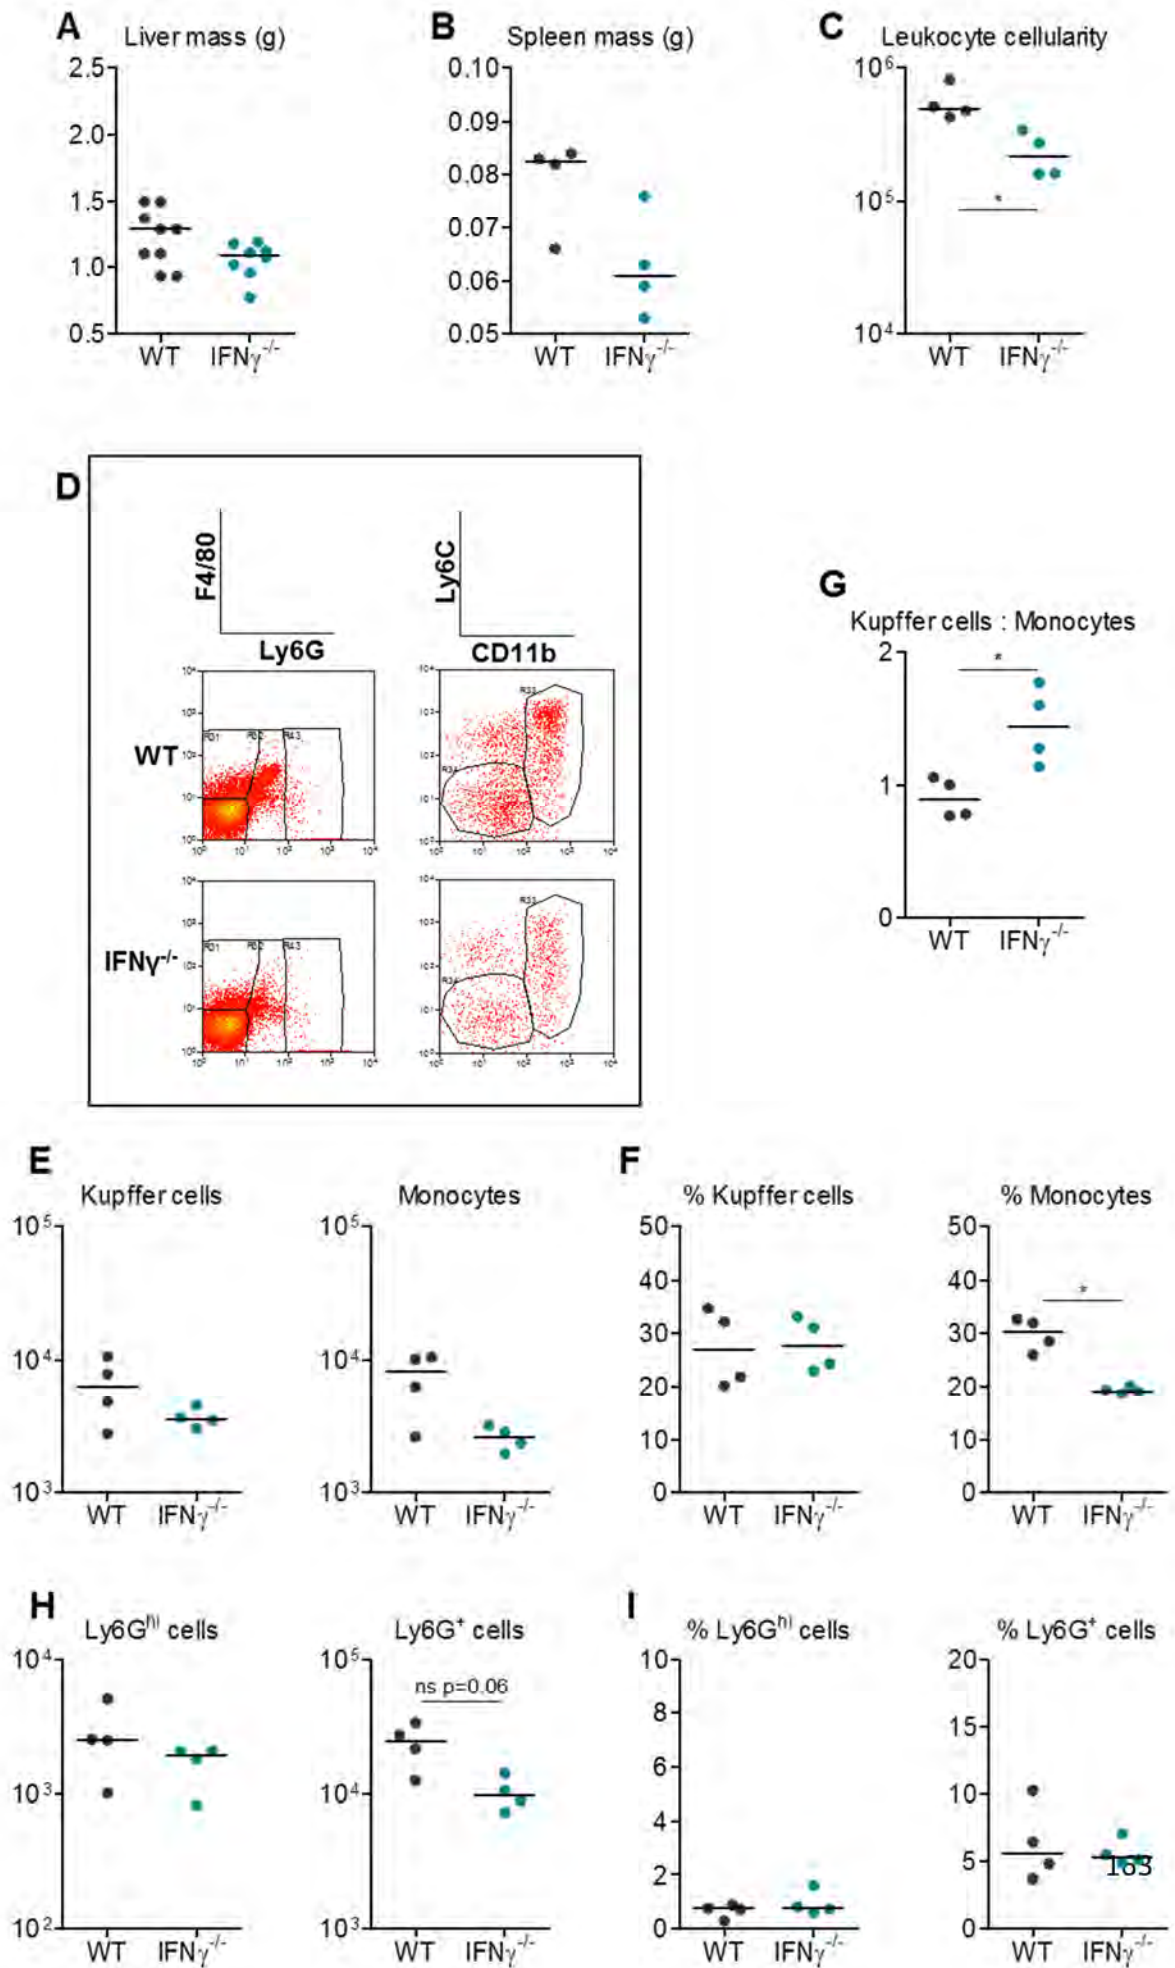 A Liver mass (g)
2.5
2.0
1.5
1.0
0.5
WT IFNγ-/-
B Spleen mass (g)
0.10
0.09
0.08
0.07
0.06
0.05
WT IFNγ-/-
C Leukocyte cellularity
10⁶
10⁵
10⁴
*
WT IFNγ-/-
D
F4/80
Ly6G
Ly6C
CD11b
WT
IFNγ-/-
G
Kupffer cells : Monocytes
2
1
0
*
WT IFNγ-/-
E
Kupffer cells
10⁵
10⁴
10³
WT IFNγ-/-
Monocytes
10⁵
10⁴
10³
WT IFNγ-/-
F
% Kupffer cells
50
40
30
20
10
0
WT IFNγ-/-
% Monocytes
50
40
30
20
10
0
*
WT IFNγ-/-
H
Ly6Ghi cells
10⁴
10³
10²
WT IFNγ-/-
Ly6G+ cells
10⁵
10⁴
10³
ns p=0.06
WT IFNγ-/-
I
% Ly6Ghi cells
10
8
6
4
2
0
WT IFNγ-/-
% Ly6G+ cells
20
15
10
5
0
163
WT IFNγ-/-